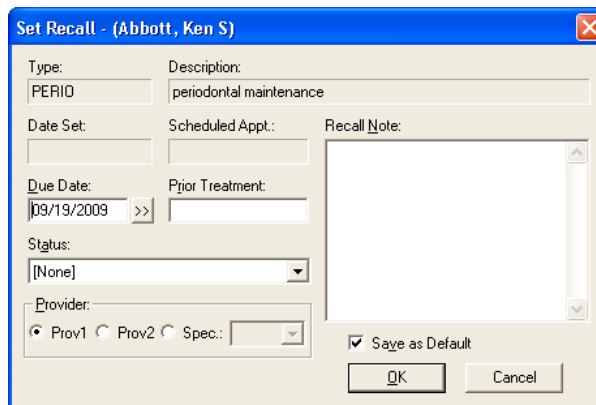 Set Recall - (Abbott, Ken S)
Type: Description:
PERIO periodontal maintenance
Date Set: Scheduled Appt.: Recall Note:
Due Date: Prior Treatment:
09/19/2009 >>
Status:
[None]
Provider:
Prov1 Prov2 Spec.:
Save as Default
OK Cancel